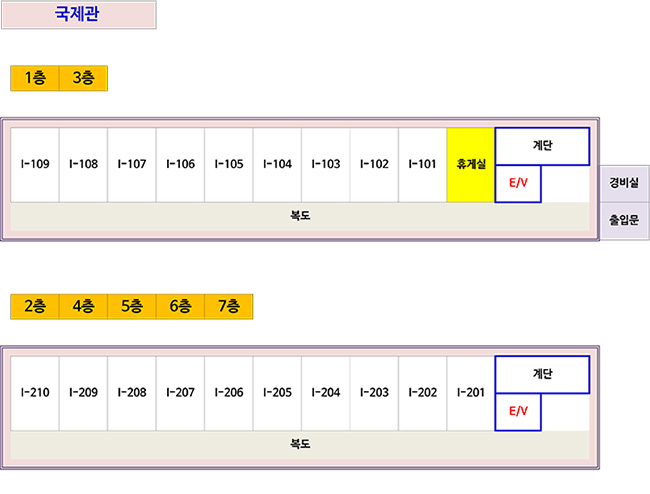 국제관
1층 3층
I-109 I-108 I-107 I-106 I-105 I-104 I-103 I-102 I-101 휴게실 계단
E/V
복도
경비실
출입문
2층 4층 5층 6층 7층
I-210 I-209 I-208 I-207 I-206 I-205 I-204 I-203 I-202 I-201 계단
E/V
복도